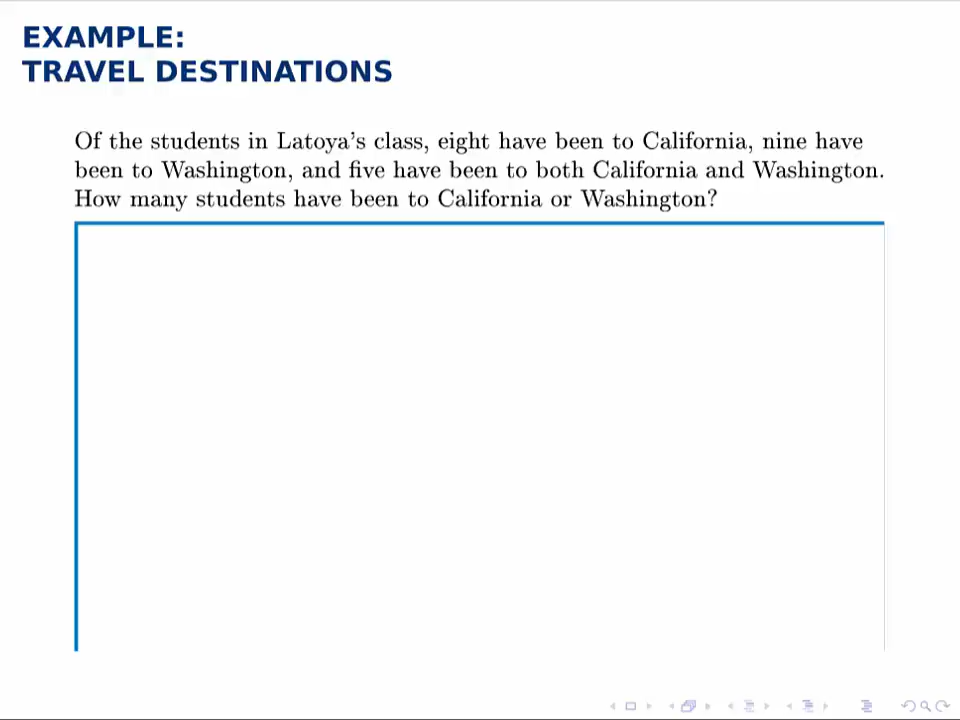 EXAMPLE:
TRAVEL DESTINATIONS
Of the students in Latoya's class, eight have been to California, nine have
been to Washington, and five have been to both California and Washington.
How many students have been to California or Washington?